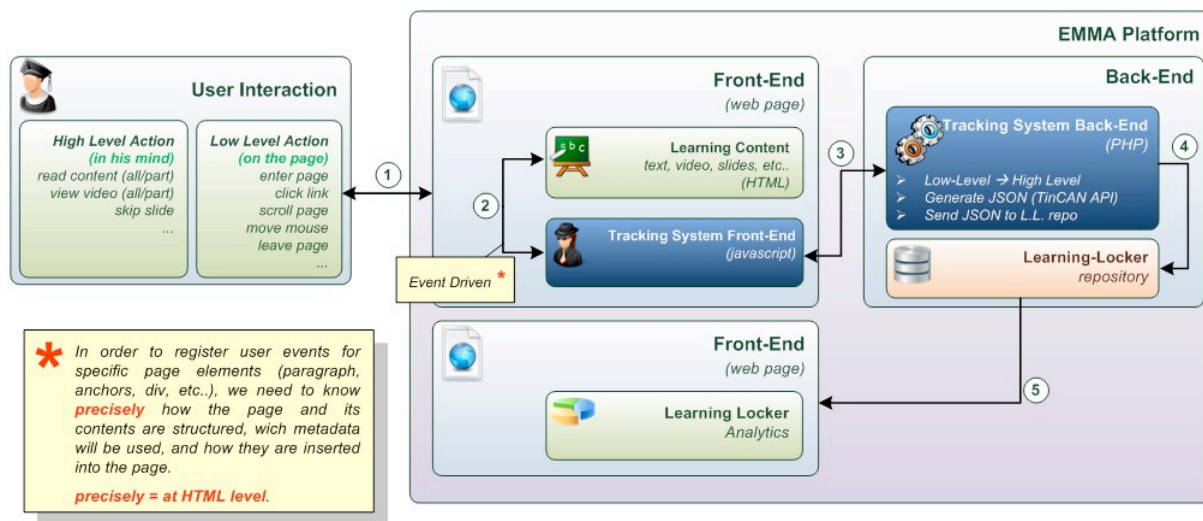 EMMA Platform
User Interaction
High Level Action
(in his mind)
read content (all/part)
view video (all/part)
skip slide
...
Low Level Action
(on the page)
enter page
click link
scroll page
move mouse
leave page
...
1
Front-End
(web page)
abc
Learning Content
text, video, slides, etc..
(HTML)
2
Tracking System Front-End
(javascript)
Event Driven *
3
Back-End
Tracking System Back-End
(PHP)
➢ Low-Level → High Level
➢ Generate JSON (TinCAN API)
➢ Send JSON to L.L. repo
4
Learning-Locker
repository
5
Front-End
(web page)
Learning Locker
Analytics
* In order to register user events for
specific page elements (paragraph,
anchors, div, etc..), we need to know
precisely how the page and its
contents are structured, wich metadata
will be used, and how they are inserted
into the page.
precisely = at HTML level.